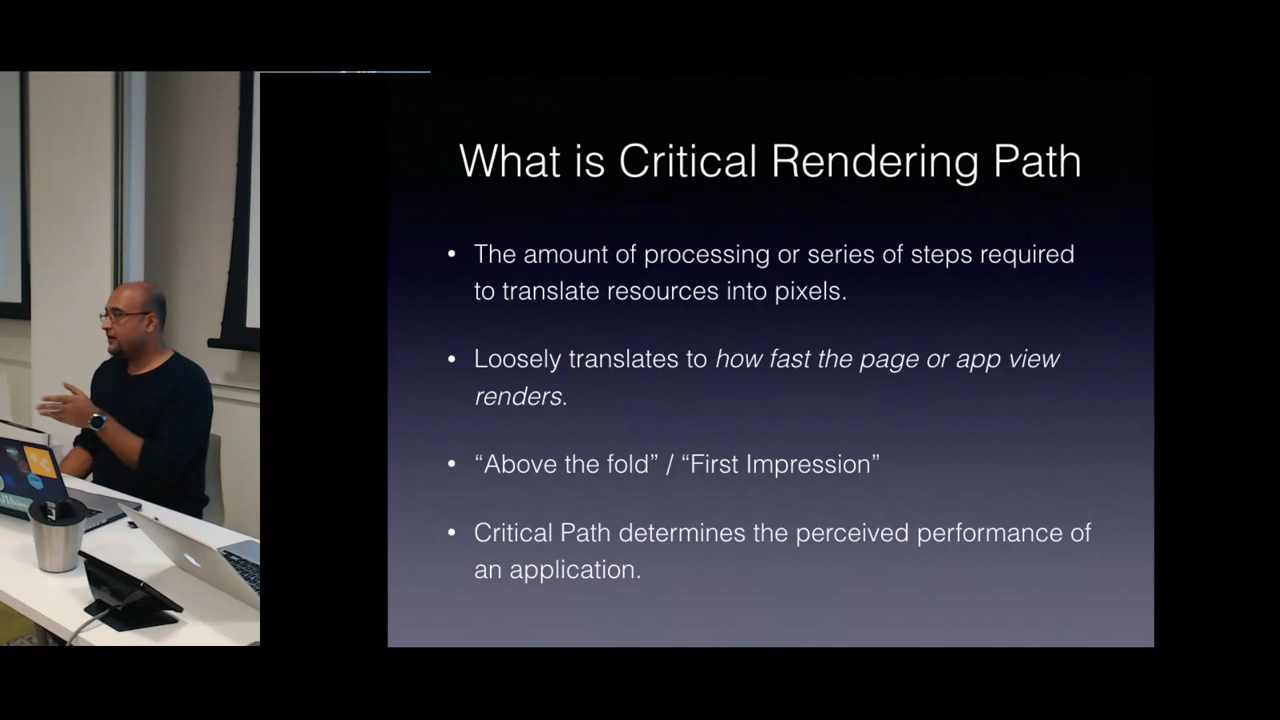 What is Critical Rendering Path
• The amount of processing or series of steps required
to translate resources into pixels.
• Loosely translates to how fast the page or app view
renders.
• “Above the fold” / “First Impression”
• Critical Path determines the perceived performance of
an application.